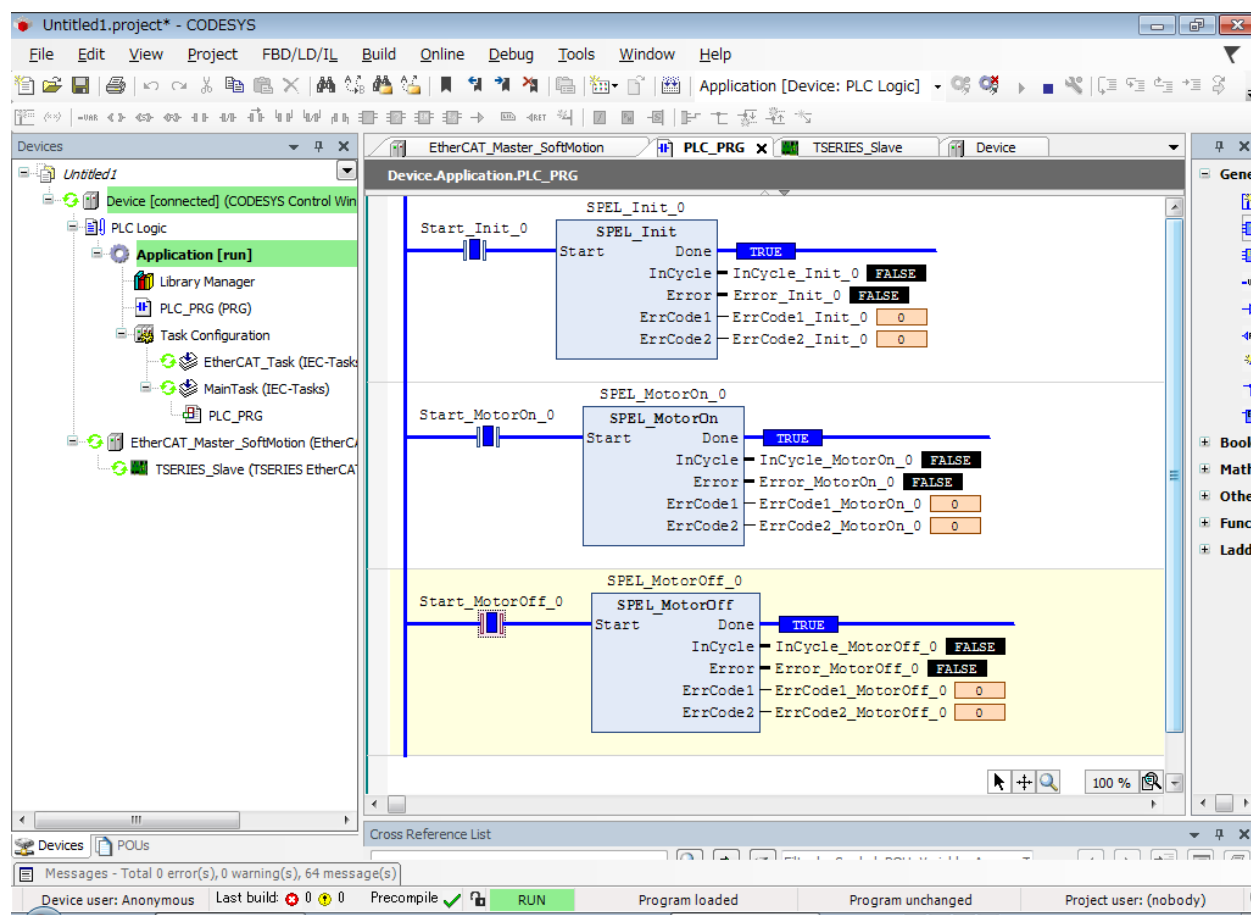 Untitled1.project* - CODESYS
File Edit View Project FBD/LD/IL Build Online Debug Tools Window Help
Application [Device: PLC Logic]
Devices
EtherCAT_Master_SoftMotion PLC_PRG TSERIES_Slave Device
Untitled1
Device [connected] (CODESYS Control Win
PLC Logic
Application [run]
Library Manager
PLC_PRG (PRG)
Task Configuration
EtherCAT_Task (IEC-Tasks
MainTask (IEC-Tasks)
PLC_PRG
EtherCAT_Master_SoftMotion (EtherCA
TSERIES_Slave (TSERIES EtherCA
Device.Application.PLC_PRG
SPEL_Init_0
Start_Init_0 SPEL_Init
Start Done TRUE
InCycle InCycle_Init_0 FALSE
Error Error_Init_0 FALSE
ErrCode1 ErrCode1_Init_0 0
ErrCode2 ErrCode2_Init_0 0
SPEL_MotorOn_0
Start_MotorOn_0 SPEL_MotorOn
Start Done TRUE
InCycle InCycle_MotorOn_0 FALSE
Error Error_MotorOn_0 FALSE
ErrCode1 ErrCode1_MotorOn_0 0
ErrCode2 ErrCode2_MotorOn_0 0
SPEL_MotorOff_0
Start_MotorOff_0 SPEL_MotorOff
Start Done TRUE
InCycle InCycle_MotorOff_0 FALSE
Error Error_MotorOff_0 FALSE
ErrCode1 ErrCode1_MotorOff_0 0
ErrCode2 ErrCode2_MotorOff_0 0
100 %
Gene
Bool
Math
Othe
Func
Ladd
Devices POUs
Cross Reference List
Messages - Total 0 error(s), 0 warning(s), 64 message(s)
Device user: Anonymous Last build: 0 0 Precompile RUN Program loaded Program unchanged Project user: (nobody)